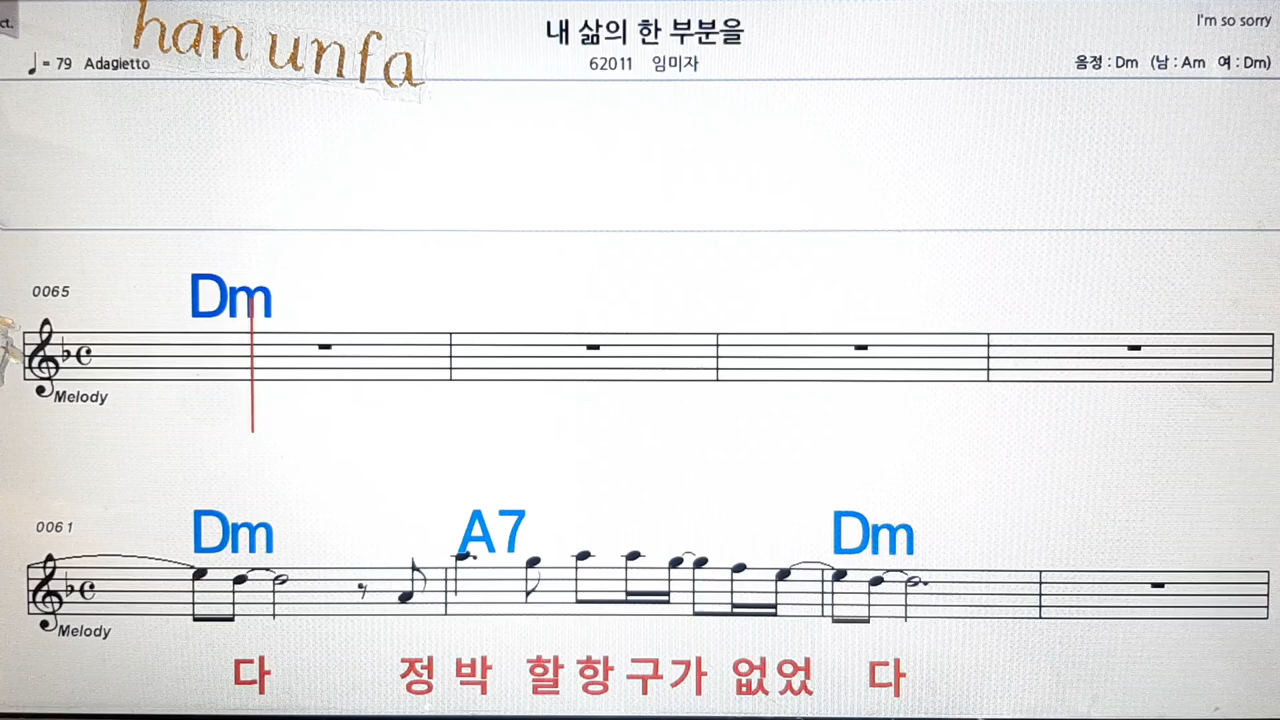 ct.
han unfa
내 삶의 한 부분을
I'm so sorry
♩= 79 Adagietto
62011 임미자
음정 : Dm (남 : Am 여 : Dm)
0065
Dm
Melody
0061
Dm A7 Dm
Melody
다 정 박 할 항 구 가 없 었 다